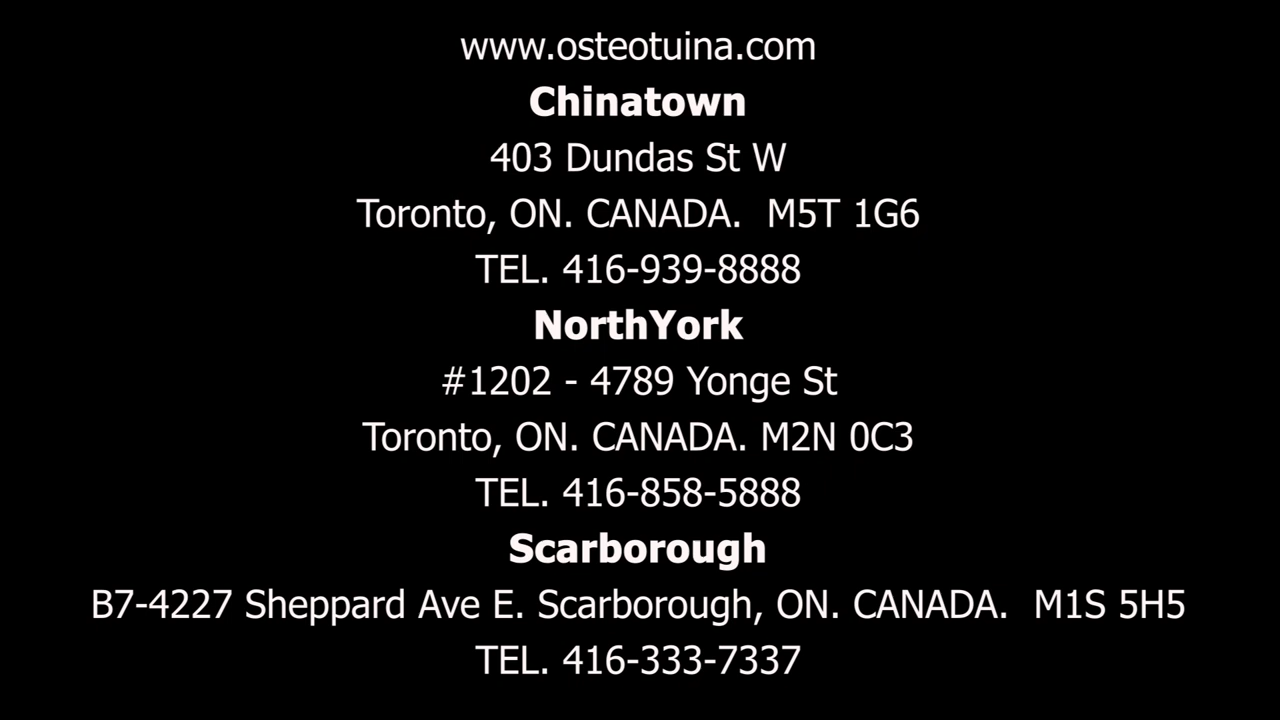 www.osteotuina.com
Chinatown
403 Dundas St W
Toronto, ON. CANADA.  M5T 1G6
TEL. 416-939-8888
NorthYork
#1202 - 4789 Yonge St
Toronto, ON. CANADA. M2N 0C3
TEL. 416-858-5888
Scarborough
B7-4227 Sheppard Ave E. Scarborough, ON. CANADA.  M1S 5H5
TEL. 416-333-7337